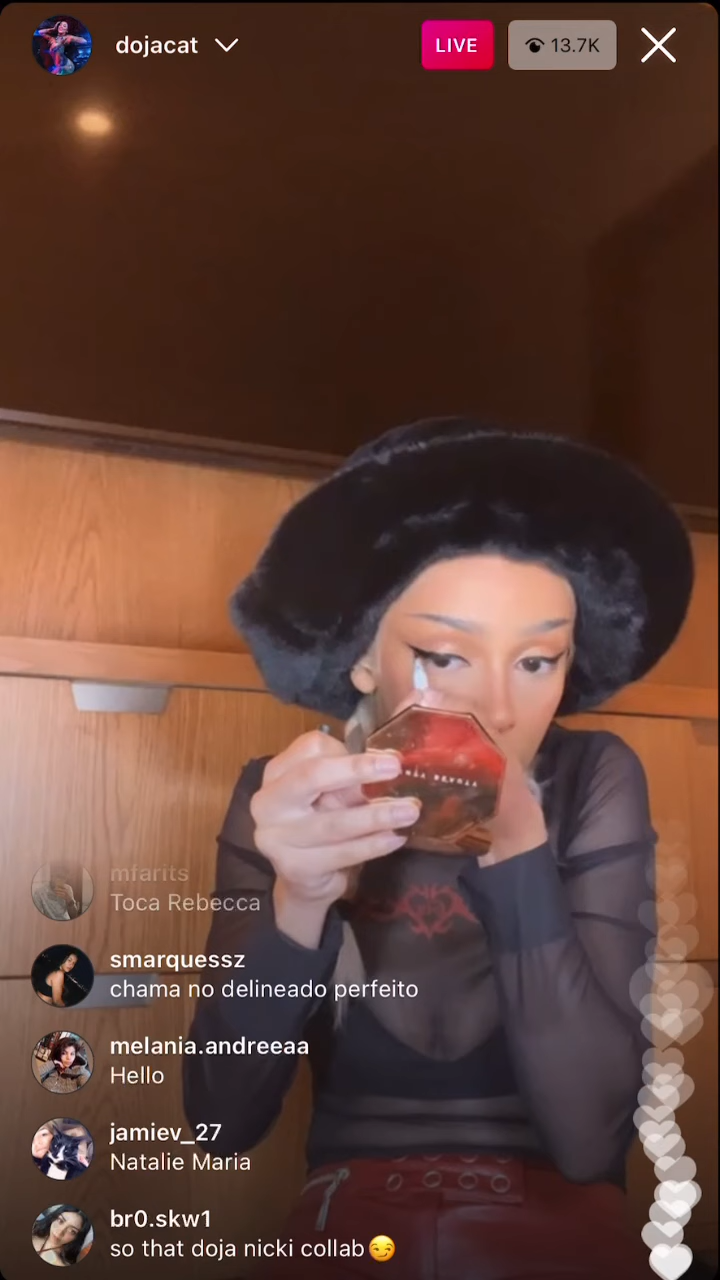 dojacat
LIVE
13.7K
mfarits
Toca Rebecca
smarquessz
chama no delineado perfeito
melania.andreeaa
Hello
jamiev_27
Natalie Maria
br0.skw1
so that doja nicki collab😏